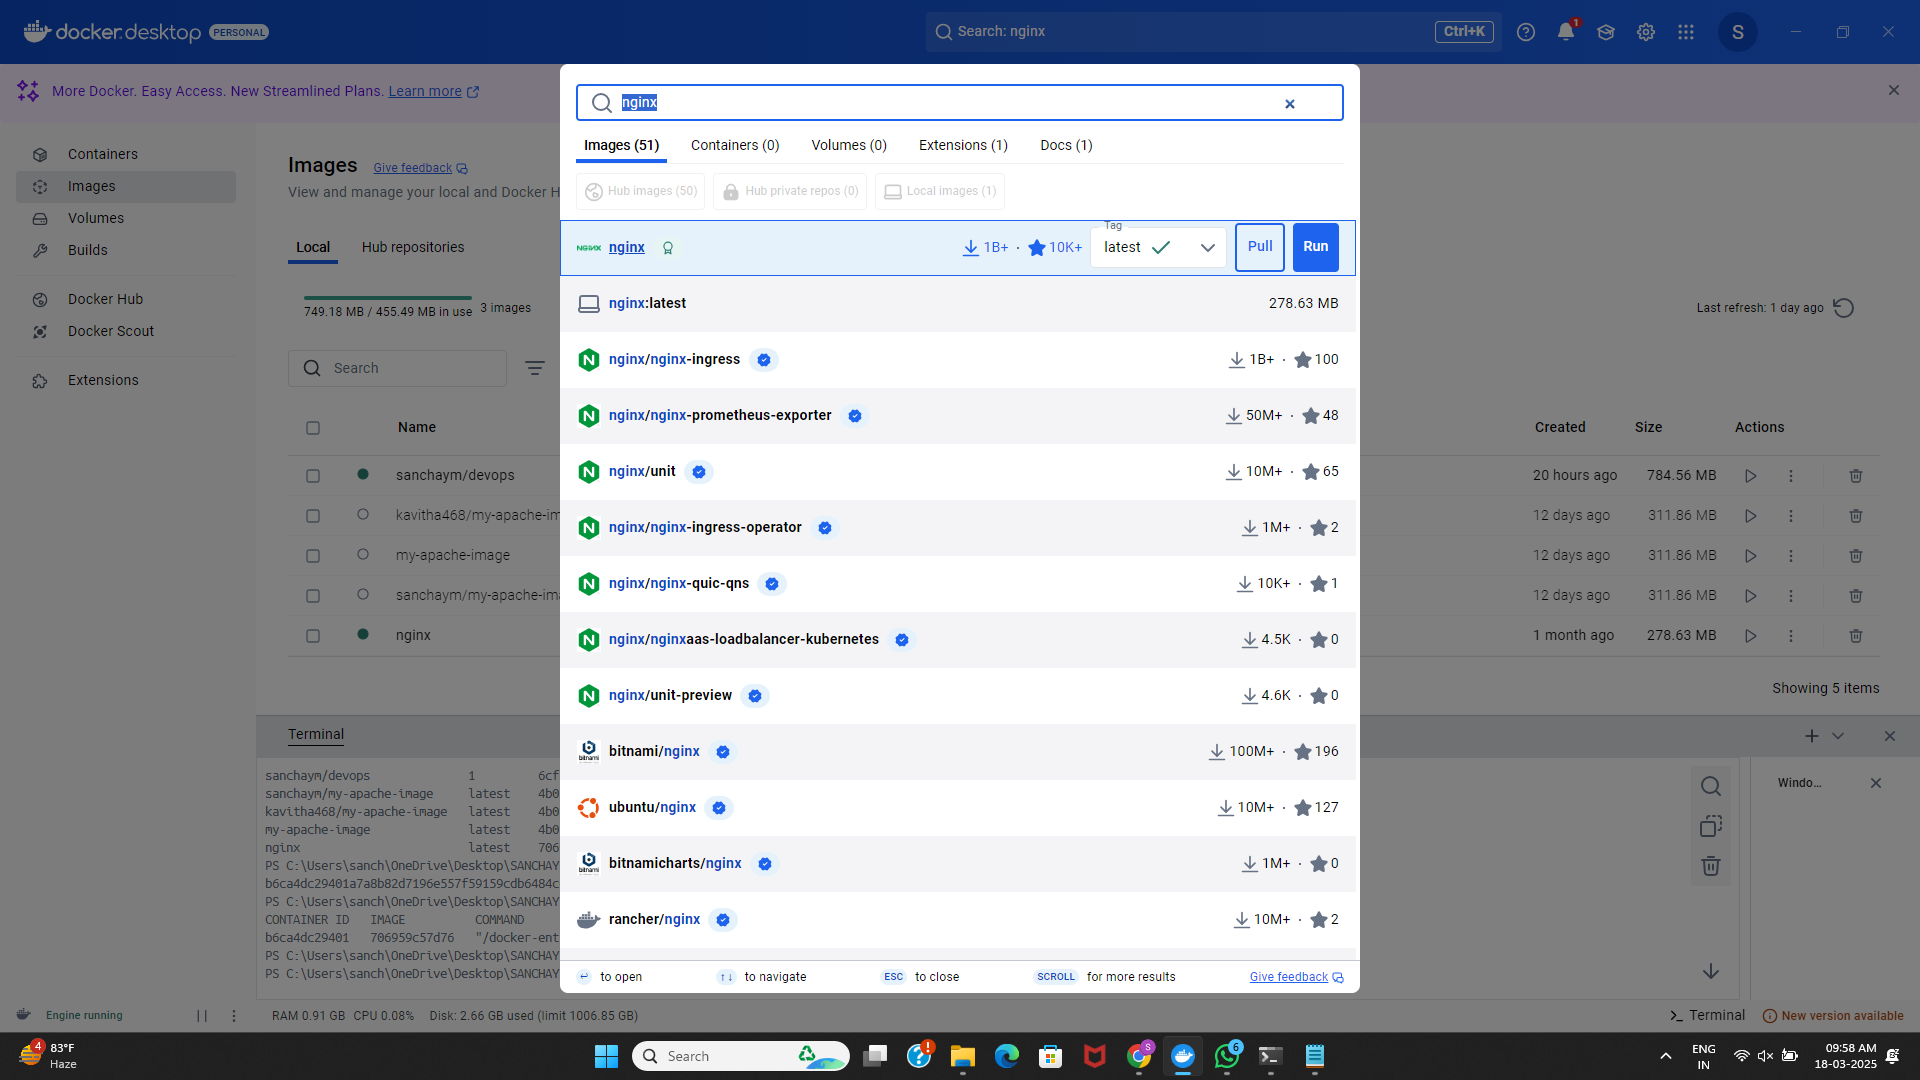 docker.desktop PERSONAL
Search: nginx Ctrl+K
1
S
More Docker. Easy Access. New Streamlined Plans. Learn more
Containers
Images
Volumes
Builds
Docker Hub
Docker Scout
Extensions
Images Give feedback
View and manage your local and Docker H
Local Hub repositories
749.18 MB / 455.49 MB in use 3 images
Last refresh: 1 day ago
Search
Name Created Size Actions
sanchaym/devops 20 hours ago 784.56 MB
kavitha468/my-apache-im 12 days ago 311.86 MB
my-apache-image 12 days ago 311.86 MB
sanchaym/my-apache-im 12 days ago 311.86 MB
nginx 1 month ago 278.63 MB
Showing 5 items
nginx
Images (51) Containers (0) Volumes (0) Extensions (1) Docs (1)
Hub images (50) Hub private repos (0) Local images (1)
NGINX nginx 1B+ · 10K+ Tag latest Pull Run
nginx:latest 278.63 MB
nginx/nginx-ingress 1B+ · 100
nginx/nginx-prometheus-exporter 50M+ · 48
nginx/unit 10M+ · 65
nginx/nginx-ingress-operator 1M+ · 2
nginx/nginx-quic-qns 10K+ · 1
nginx/nginxaas-loadbalancer-kubernetes 4.5K · 0
nginx/unit-preview 4.6K · 0
bitnami bitnami/nginx 100M+ · 196
ubuntu/nginx 10M+ · 127
bitnami bitnamicharts/nginx 1M+ · 0
rancher/nginx 10M+ · 2
to open to navigate ESC to close SCROLL for more results Give feedback
Terminal
sanchaym/devops 1 6cf
sanchaym/my-apache-image latest 4b0
kavitha468/my-apache-image latest 4b0
my-apache-image latest 4b0
nginx latest 706
PS C:\Users\sanch\OneDrive\Desktop\SANCHAY
b6ca4dc29401a7a8b82d7196e557f59159cdb6484c
PS C:\Users\sanch\OneDrive\Desktop\SANCHAY
CONTAINER ID IMAGE COMMAND
b6ca4dc29401 706959c57d76 "/docker-ent
PS C:\Users\sanch\OneDrive\Desktop\SANCHAY
PS C:\Users\sanch\OneDrive\Desktop\SANCHAY
Windo...
Engine running RAM 0.91 GB CPU 0.08% Disk: 2.66 GB used (limit 1006.85 GB) Terminal New version available
4 83°F
Haze
Search
S
6
ENG
IN
09:58 AM
18-03-2025